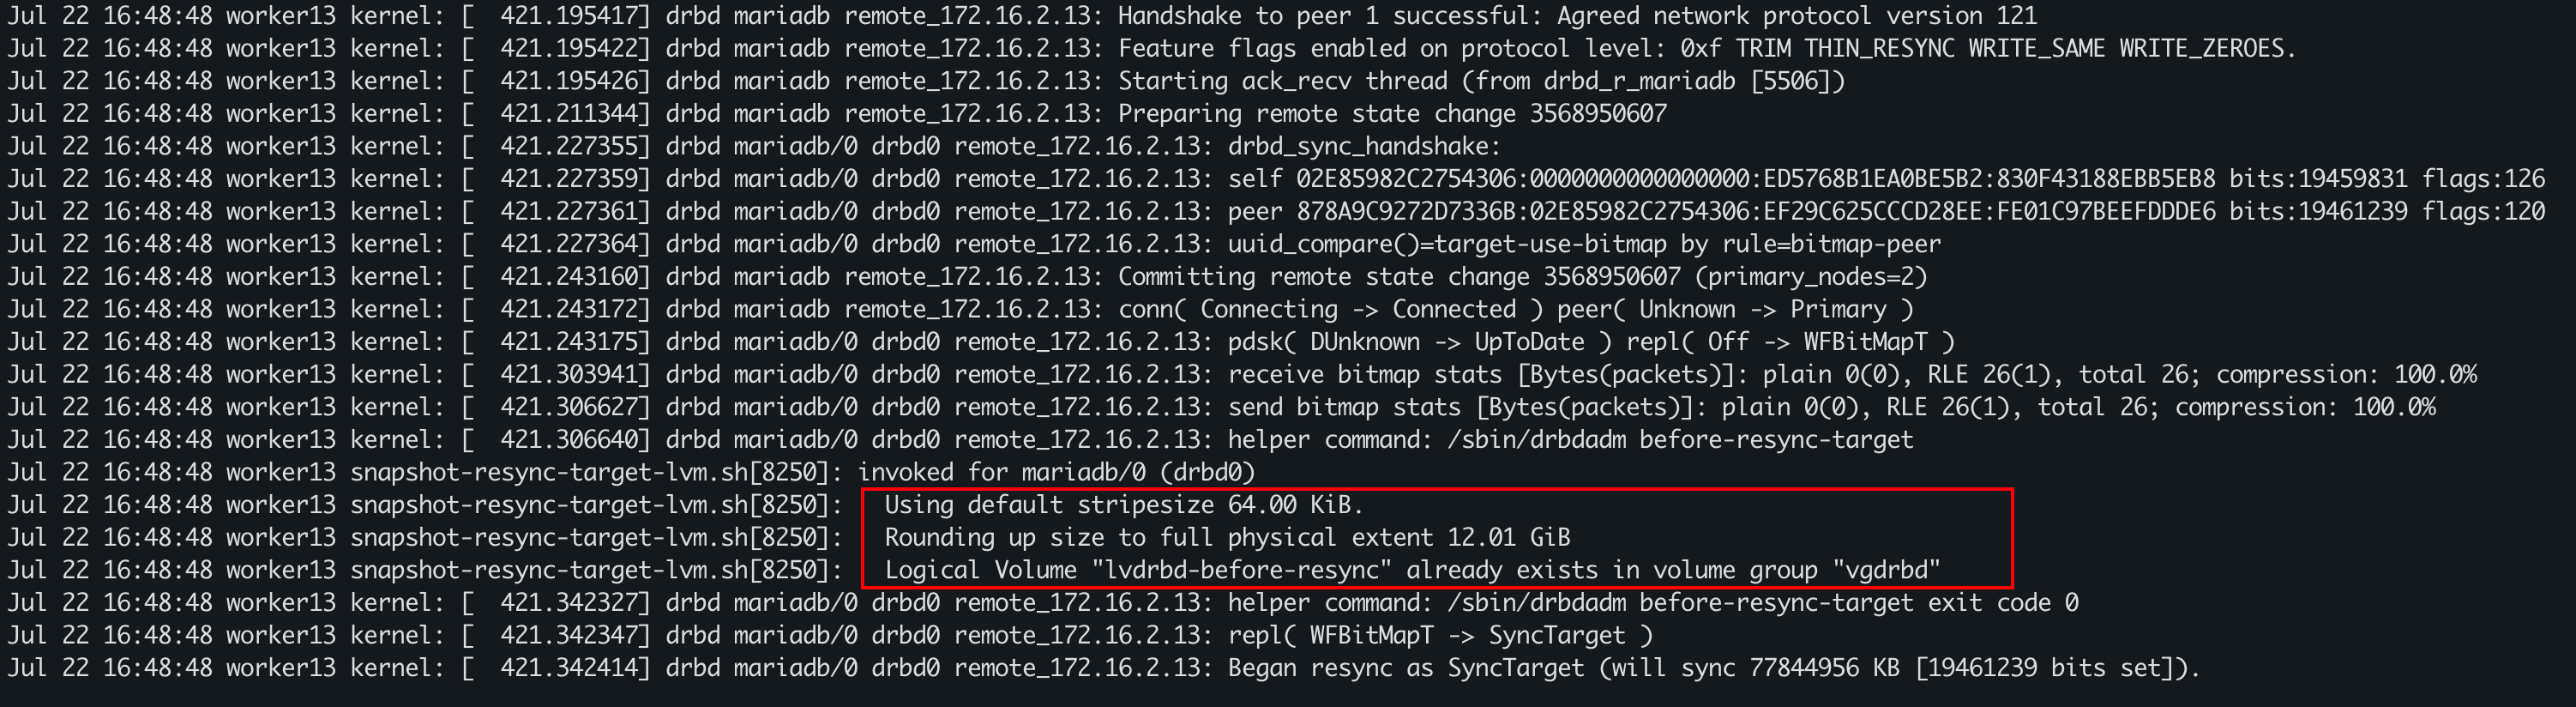 Jul 22 16:48:48 worker13 kernel: [  421.195417] drbd mariadb remote_172.16.2.13: Handshake to peer 1 successful: Agreed network protocol version 121
Jul 22 16:48:48 worker13 kernel: [  421.195422] drbd mariadb remote_172.16.2.13: Feature flags enabled on protocol level: 0xf TRIM THIN_RESYNC WRITE_SAME WRITE_ZEROES.
Jul 22 16:48:48 worker13 kernel: [  421.195426] drbd mariadb remote_172.16.2.13: Starting ack_recv thread (from drbd_r_mariadb [5506])
Jul 22 16:48:48 worker13 kernel: [  421.211344] drbd mariadb remote_172.16.2.13: Preparing remote state change 3568950607
Jul 22 16:48:48 worker13 kernel: [  421.227355] drbd mariadb/0 drbd0 remote_172.16.2.13: drbd_sync_handshake:
Jul 22 16:48:48 worker13 kernel: [  421.227359] drbd mariadb/0 drbd0 remote_172.16.2.13: self 02E85982C2754306:0000000000000000:ED5768B1EA0BE5B2:830F43188EBB5EB8 bits:19459831 flags:126
Jul 22 16:48:48 worker13 kernel: [  421.227361] drbd mariadb/0 drbd0 remote_172.16.2.13: peer 878A9C9272D7336B:02E85982C2754306:EF29C625CCCD28EE:FE01C97BEEFDDDE6 bits:19461239 flags:120
Jul 22 16:48:48 worker13 kernel: [  421.227364] drbd mariadb/0 drbd0 remote_172.16.2.13: uuid_compare()=target-use-bitmap by rule=bitmap-peer
Jul 22 16:48:48 worker13 kernel: [  421.243160] drbd mariadb remote_172.16.2.13: Committing remote state change 3568950607 (primary_nodes=2)
Jul 22 16:48:48 worker13 kernel: [  421.243172] drbd mariadb remote_172.16.2.13: conn( Connecting -> Connected ) peer( Unknown -> Primary )
Jul 22 16:48:48 worker13 kernel: [  421.243175] drbd mariadb/0 drbd0 remote_172.16.2.13: pdsk( DUnknown -> UpToDate ) repl( Off -> WFBitMapT )
Jul 22 16:48:48 worker13 kernel: [  421.303941] drbd mariadb/0 drbd0 remote_172.16.2.13: receive bitmap stats [Bytes(packets)]: plain 0(0), RLE 26(1), total 26; compression: 100.0%
Jul 22 16:48:48 worker13 kernel: [  421.306627] drbd mariadb/0 drbd0 remote_172.16.2.13: send bitmap stats [Bytes(packets)]: plain 0(0), RLE 26(1), total 26; compression: 100.0%
Jul 22 16:48:48 worker13 kernel: [  421.306640] drbd mariadb/0 drbd0 remote_172.16.2.13: helper command: /sbin/drbdadm before-resync-target
Jul 22 16:48:48 worker13 snapshot-resync-target-lvm.sh[8250]: invoked for mariadb/0 (drbd0)
Jul 22 16:48:48 worker13 snapshot-resync-target-lvm.sh[8250]:   Using default stripesize 64.00 KiB.
Jul 22 16:48:48 worker13 snapshot-resync-target-lvm.sh[8250]:   Rounding up size to full physical extent 12.01 GiB
Jul 22 16:48:48 worker13 snapshot-resync-target-lvm.sh[8250]:   Logical Volume "lvdrbd-before-resync" already exists in volume group "vgdrbd"
Jul 22 16:48:48 worker13 kernel: [  421.342327] drbd mariadb/0 drbd0 remote_172.16.2.13: helper command: /sbin/drbdadm before-resync-target exit code 0
Jul 22 16:48:48 worker13 kernel: [  421.342347] drbd mariadb/0 drbd0 remote_172.16.2.13: repl( WFBitMapT -> SyncTarget )
Jul 22 16:48:48 worker13 kernel: [  421.342414] drbd mariadb/0 drbd0 remote_172.16.2.13: Began resync as SyncTarget (will sync 77844956 KB [19461239 bits set]).